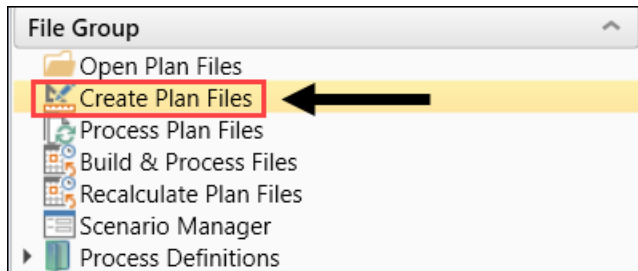 File Group
Open Plan Files
Create Plan Files
Process Plan Files
Build & Process Files
Recalculate Plan Files
Scenario Manager
Process Definitions